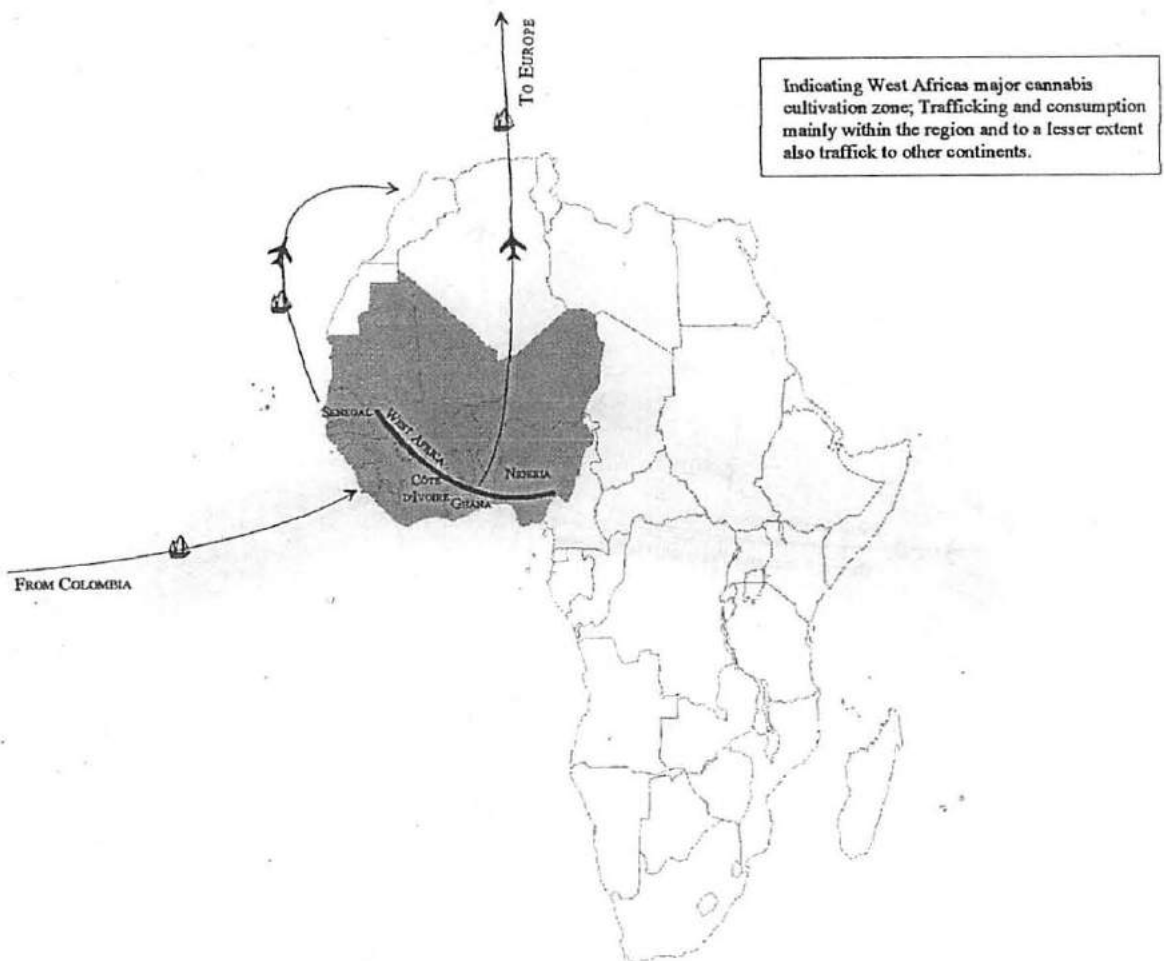 TO EUROPE
Indicating West Africas major cannabis
cultivation zone; Trafficking and consumption
mainly within the region and to a lesser extent
also traffick to other continents.
SENEGAL
WEST AFRIKA
CÔTE
D'IVOIRE
GHANA
NIGERIA
FROM COLOMBIA